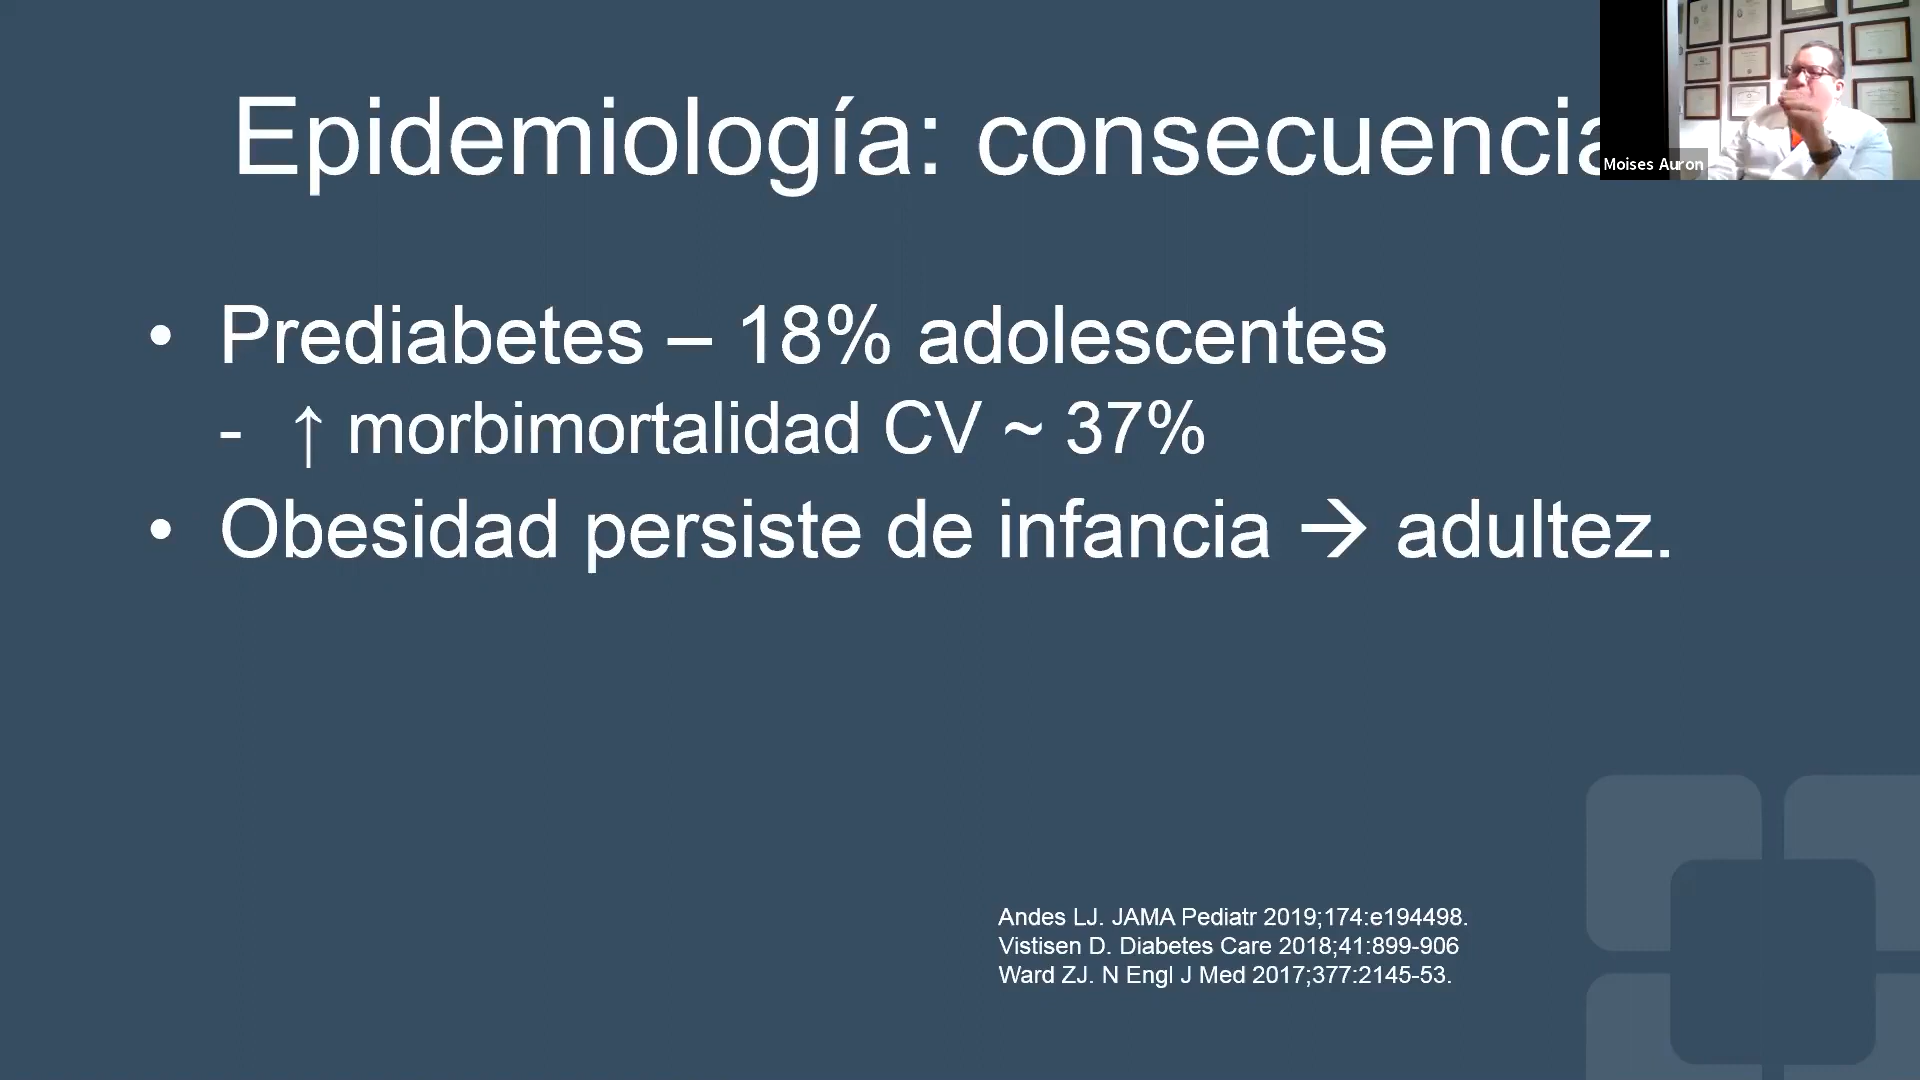 Epidemiología: consecuencia
Moises Auron
• Prediabetes – 18% adolescentes
- ↑ morbimortalidad CV ~ 37%
• Obesidad persiste de infancia → adultez.
Andes LJ. JAMA Pediatr 2019;174:e194498.
Vistisen D. Diabetes Care 2018;41:899-906
Ward ZJ. N Engl J Med 2017;377:2145-53.